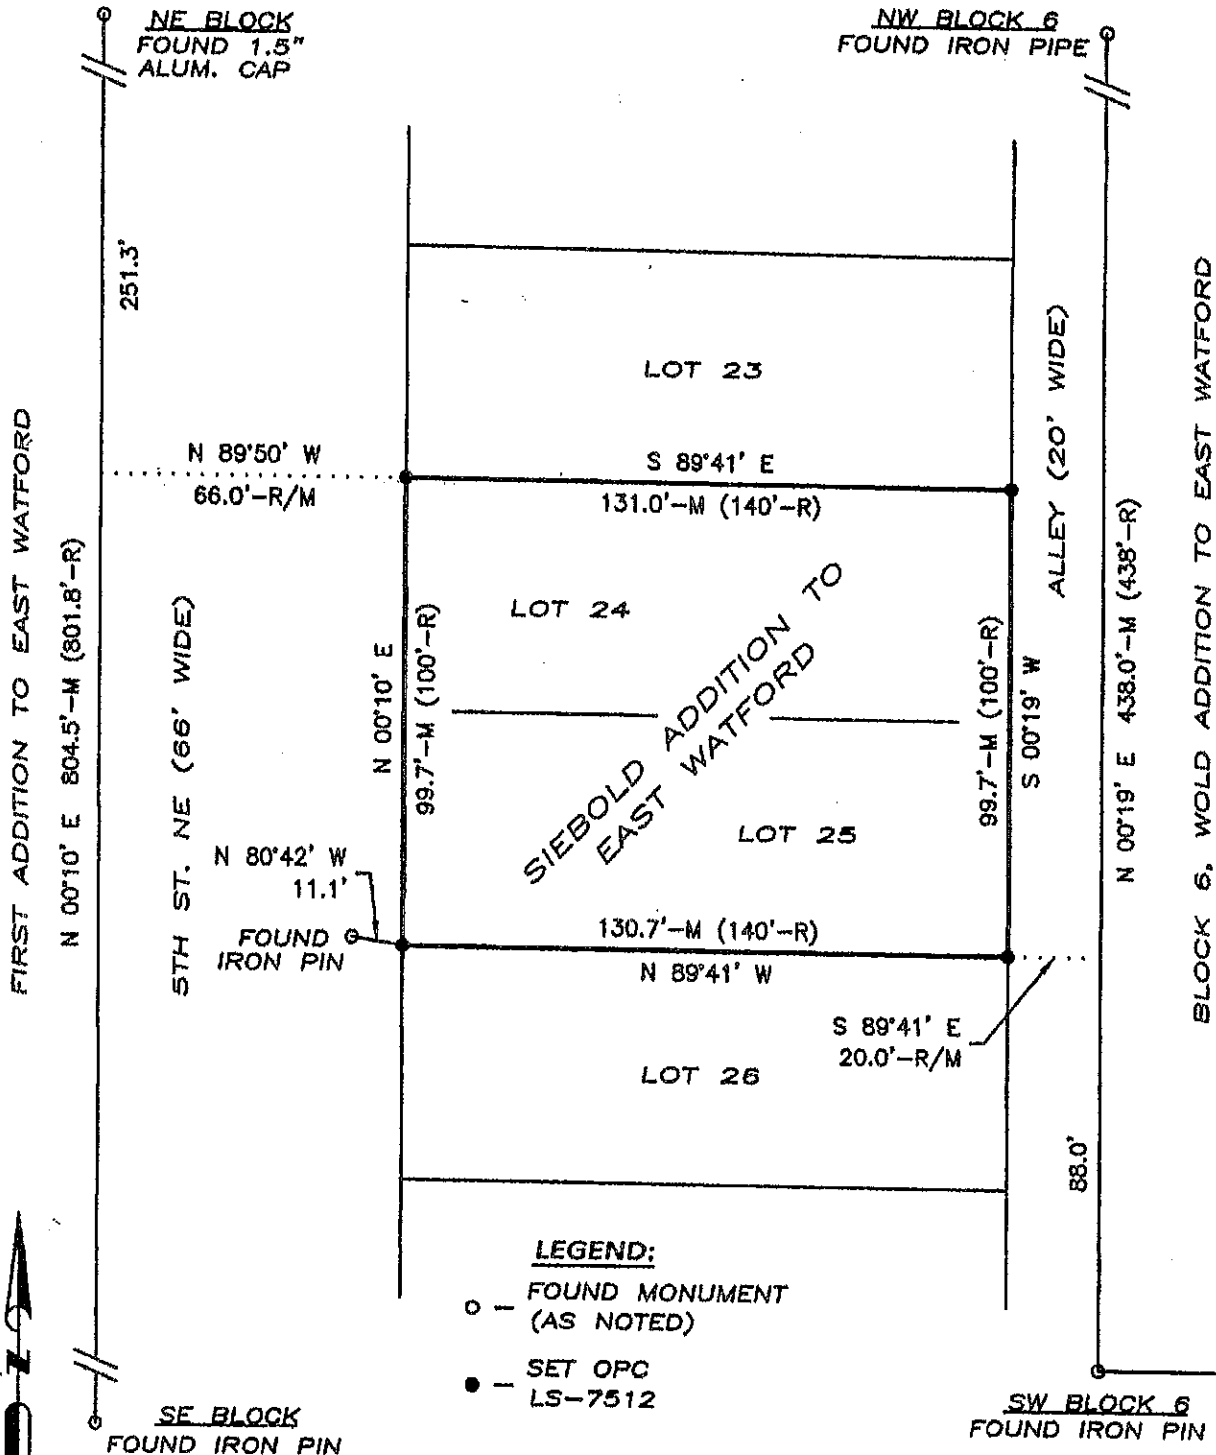 NE BLOCK
FOUND 1.5"
ALUM. CAP
NW BLOCK 6
FOUND IRON PIPE
251.3'
LOT 23
ALLEY (20' WIDE)
BLOCK 6, WOLD ADDITION TO EAST WATFORD
FIRST ADDITION TO EAST WATFORD
N 89°50' W
66.0'-R/M
S 89°41' E
131.0'-M (140'-R)
N 00°10' E 804.5'-M (801.8'-R)
5TH ST. NE (66' WIDE)
N 00°10' E
99.7'-M (100'-R)
LOT 24
SIEBOLD ADDITION TO
EAST WATFORD
99.7'-M (100'-R)
S 00°19' W
N 00°19' E 438.0'-M (438'-R)
LOT 25
N 80°42' W
11.1'
FOUND
IRON PIN
130.7'-M (140'-R)
N 89°41' W
S 89°41' E
20.0'-R/M
LOT 26
88.0'
LEGEND:
FOUND MONUMENT
(AS NOTED)
SET OPC
LS-7512
SE BLOCK
FOUND IRON PIN
SW BLOCK 6
FOUND IRON PIN
N